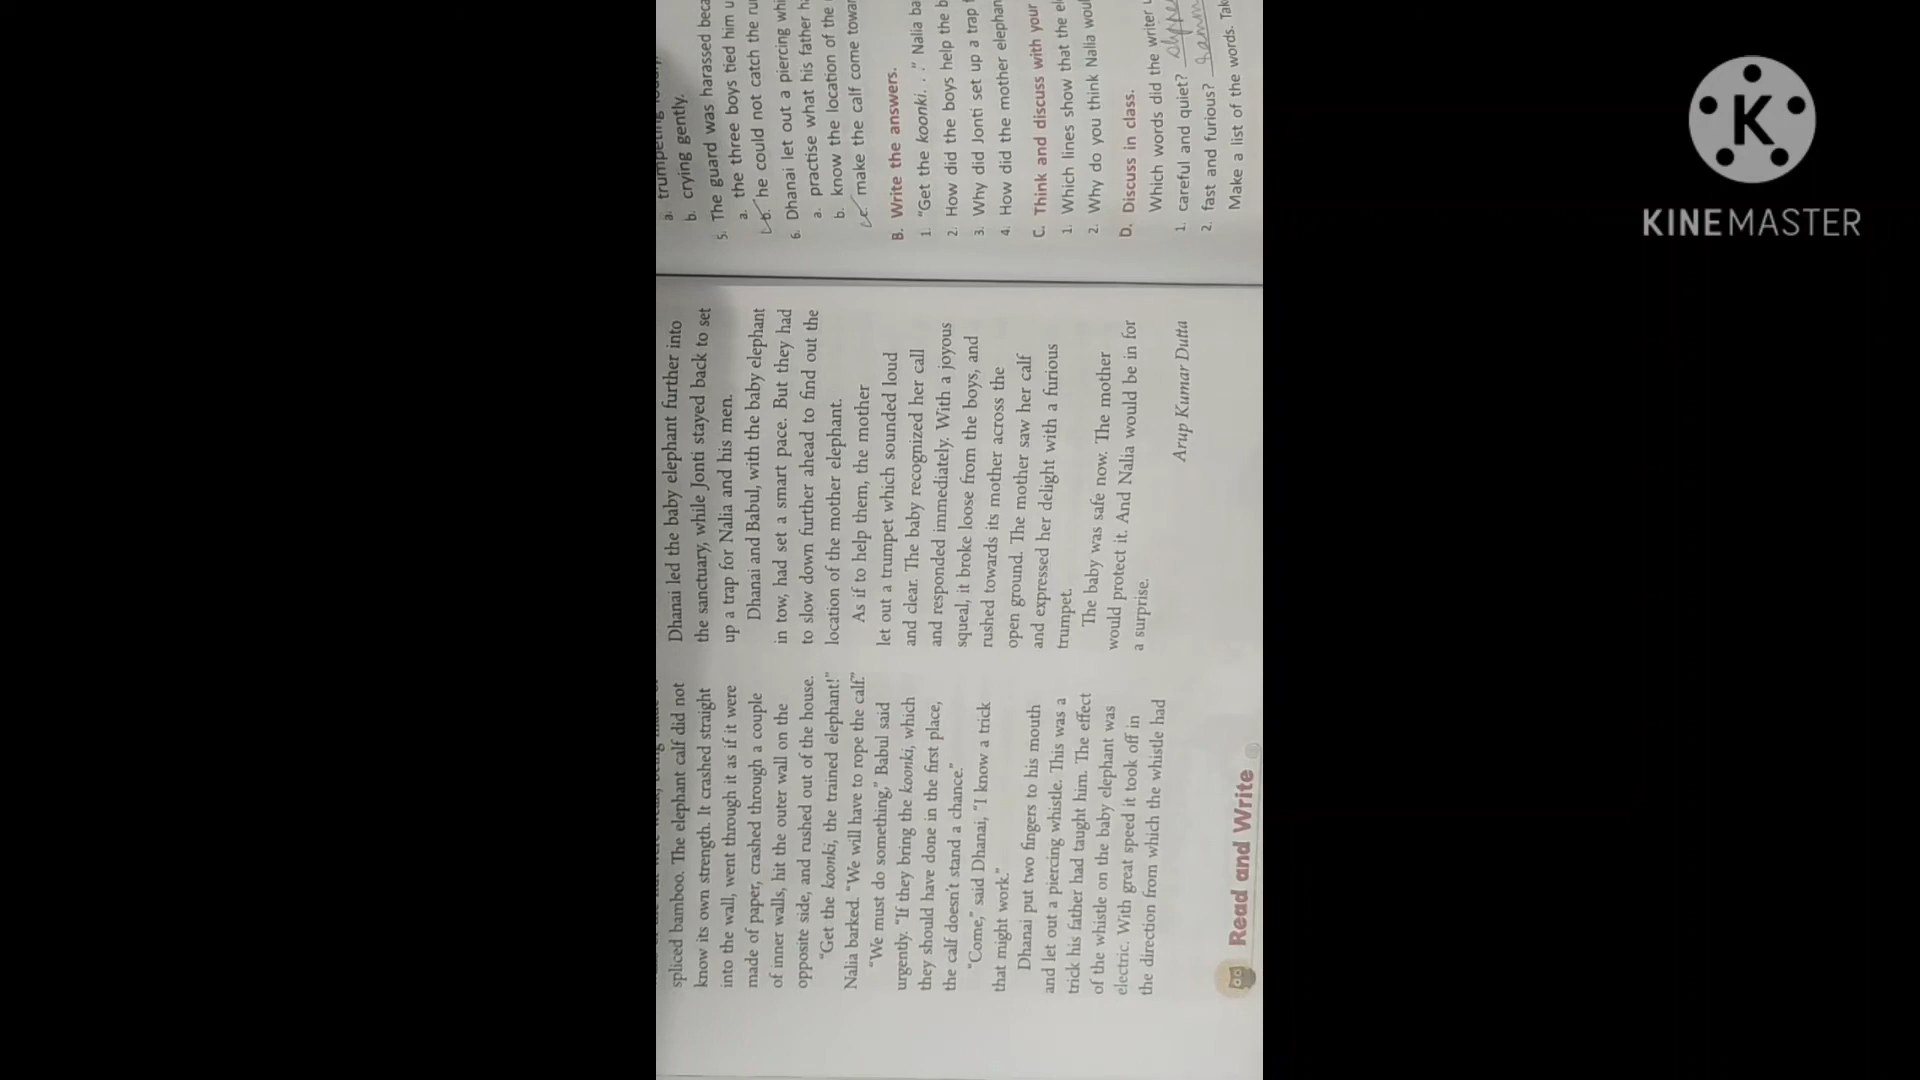 spliced bamboo. The elephant calf did not
know its own strength. It crashed straight
into the wall, went through it as if it were
made of paper, crashed through a couple
of inner walls, hit the outer wall on the
opposite side, and rushed out of the house.
"Get the koonki, the trained elephant!"
Nalia barked. "We will have to rope the calf."
"We must do something," Babul said
urgently. "If they bring the koonki, which
they should have done in the first place,
the calf doesn't stand a chance."
"Come," said Dhanai, "I know a trick
that might work."
Dhanai put two fingers to his mouth
and let out a piercing whistle. This was a
trick his father had taught him. The effect
of the whistle on the baby elephant was
electric. With great speed it took off in
the direction from which the whistle had
Dhanai led the baby elephant further into
the sanctuary, while Jonti stayed back to set
up a trap for Nalia and his men.
Dhanai and Babul, with the baby elephant
in tow, had set a smart pace. But they had
to slow down further ahead to find out the
location of the mother elephant.
As if to help them, the mother
let out a trumpet which sounded loud
and clear. The baby recognized her call
and responded immediately. With a joyous
squeal, it broke loose from the boys, and
rushed towards its mother across the
open ground. The mother saw her calf
and expressed her delight with a furious
trumpet.
The baby was safe now. The mother
would protect it. And Nalia would be in for
a surprise.
Arup Kumar Dutta
Read and Write
a. trumpeting
b. crying gently.
5. The guard was harassed
a. the three boys tied him
b. he could not catch the
6. Dhanai let out a piercing
a. practise what his father
b. know the location of the
c. make the calf come
B. Write the answers.
1. "Get the koonki. . ." Nalia
2. How did the boys help the
3. Why did Jonti set up a trap
4. How did the mother
C. Think and discuss with your
1. Which lines show that the
2. Why do you think Nalia
D. Discuss in class.
Which words did the writer
1. careful and quiet?
2. fast and furious?
Make a list of the words.
K
KINEMASTER